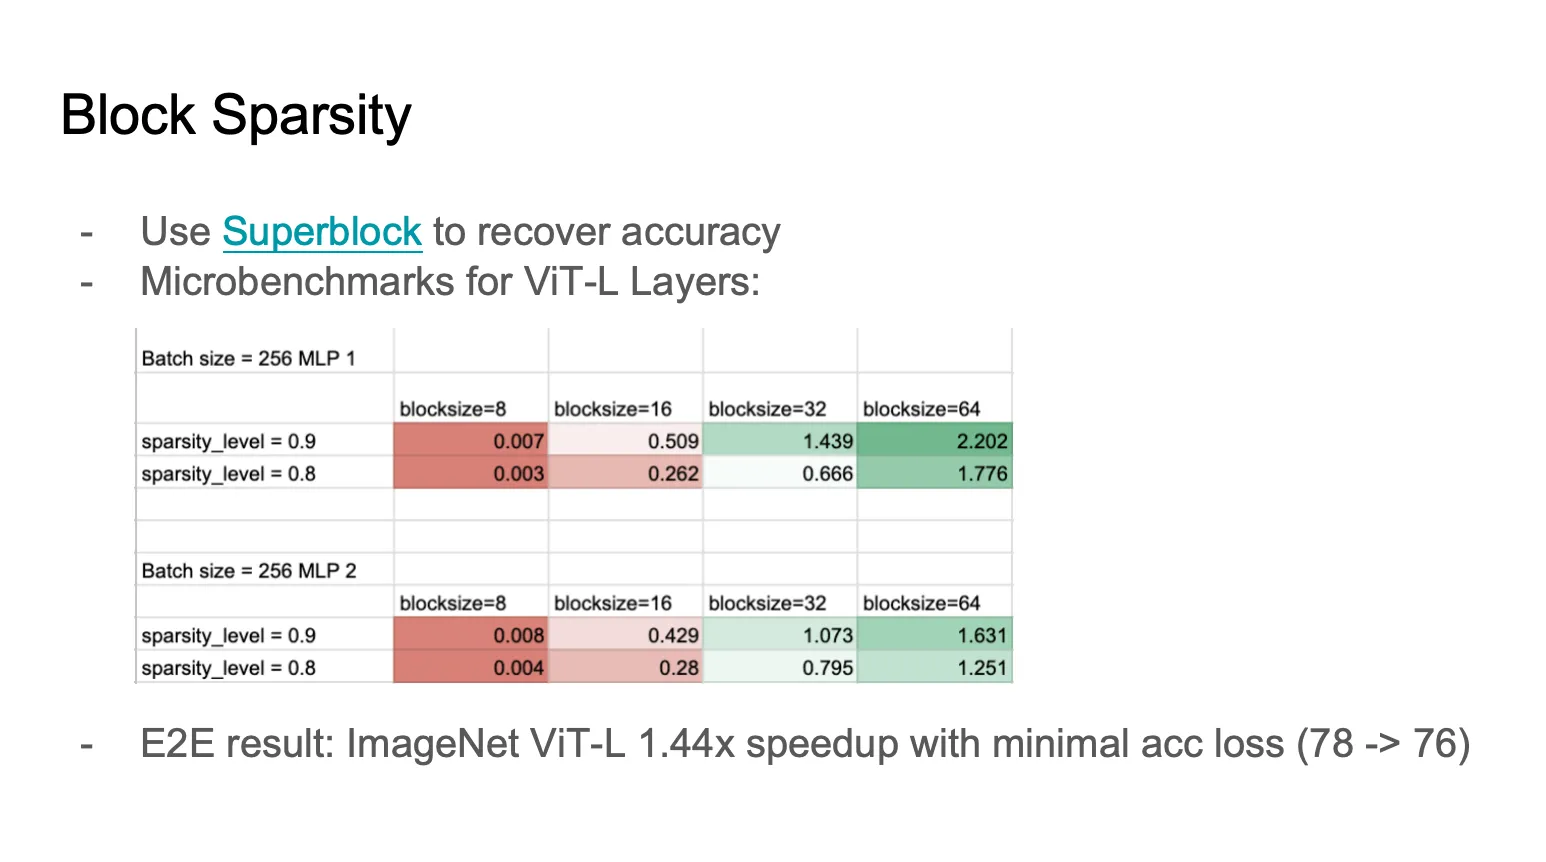 Block Sparsity
- Use Superblock to recover accuracy
- Microbenchmarks for ViT-L Layers:
Batch size = 256 MLP 1
blocksize=8 blocksize=16 blocksize=32 blocksize=64
sparsity_level = 0.9 0.007 0.509 1.439 2.202
sparsity_level = 0.8 0.003 0.262 0.666 1.776
Batch size = 256 MLP 2
blocksize=8 blocksize=16 blocksize=32 blocksize=64
sparsity_level = 0.9 0.008 0.429 1.073 1.631
sparsity_level = 0.8 0.004 0.28 0.795 1.251
- E2E result: ImageNet ViT-L 1.44x speedup with minimal acc loss (78 -> 76)